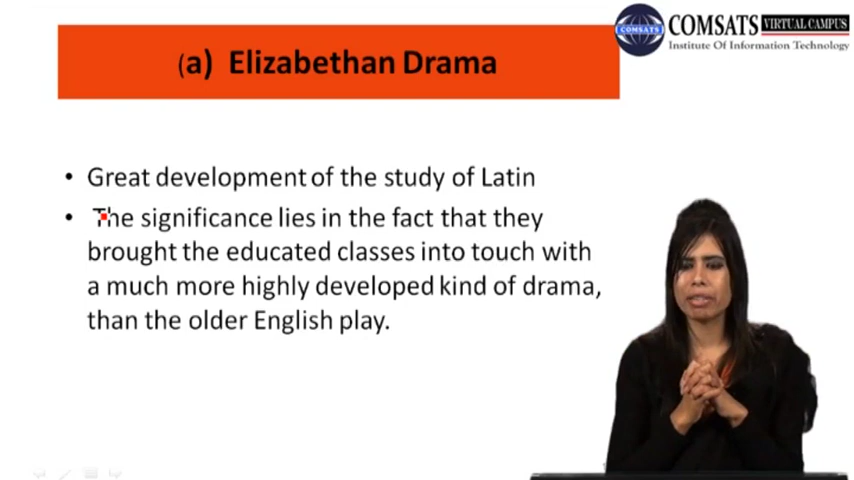 COMSATS VIRTUAL CAMPUS
COMSATS
Institute Of Information Technology
(a) Elizabethan Drama
• Great development of the study of Latin
• The significance lies in the fact that they
brought the educated classes into touch with
a much more highly developed kind of drama,
than the older English play.